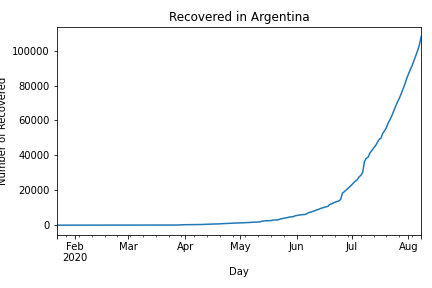 Recovered in Argentina
Number of Recovered
100000
80000
60000
40000
20000
0
Feb Mar Apr May Jun Jul Aug
2020
Day